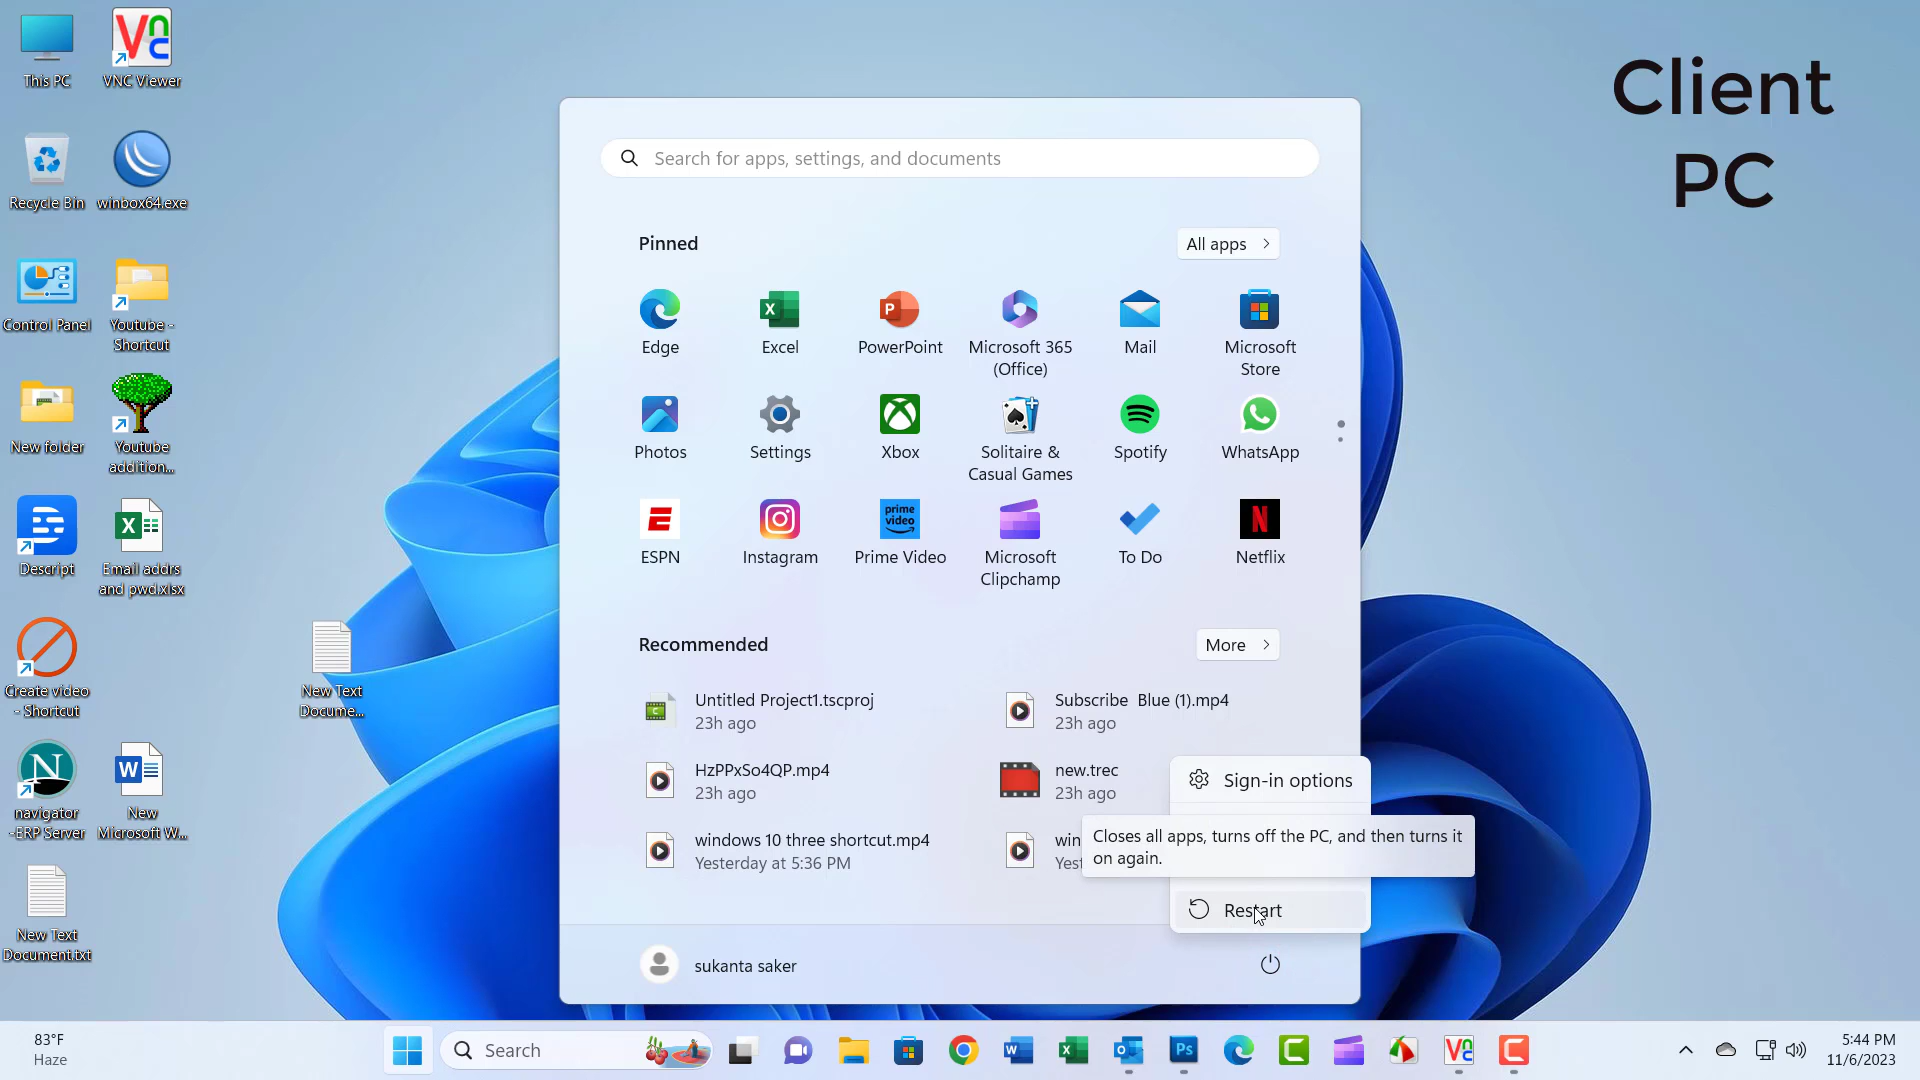 Client
PC
This PC
VNC Viewer
Recycle Bin
winbox64.exe
Control Panel
Youtube -
Shortcut
New folder
Youtube
addition...
Descript
Email addrs
and pwd.xlsx
Create video
- Shortcut
New Text
Docume...
navigator
-ERP Server
New
Microsoft W...
New Text
Document.txt
Search for apps, settings, and documents
Pinned
All apps
Edge
Excel
PowerPoint
Microsoft 365
(Office)
Mail
Microsoft
Store
Photos
Settings
Xbox
Solitaire &
Casual Games
Spotify
WhatsApp
ESPN
Instagram
prime
video
Prime Video
Microsoft
Clipchamp
To Do
Netflix
Recommended
More
Untitled Project1.tscproj
23h ago
Subscribe Blue (1).mp4
23h ago
HzPPxSo4QP.mp4
23h ago
new.trec
23h ago
windows 10 three shortcut.mp4
Yesterday at 5:36 PM
win
Yest
Sign-in options
Closes all apps, turns off the PC, and then turns it
on again.
Restart
sukanta saker
83°F
Haze
Search
5:44 PM
11/6/2023